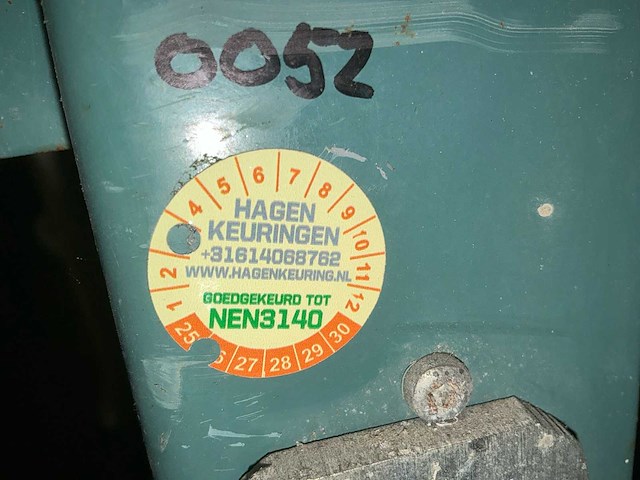 0052
1 2 4 5 6 7 8 9 10 11 12
HAGEN
KEURINGEN
+31614068762
WWW.HAGENKEURING.NL
GOEDGEKEURD TOT
NEN3140
25 6 27 28 29 30